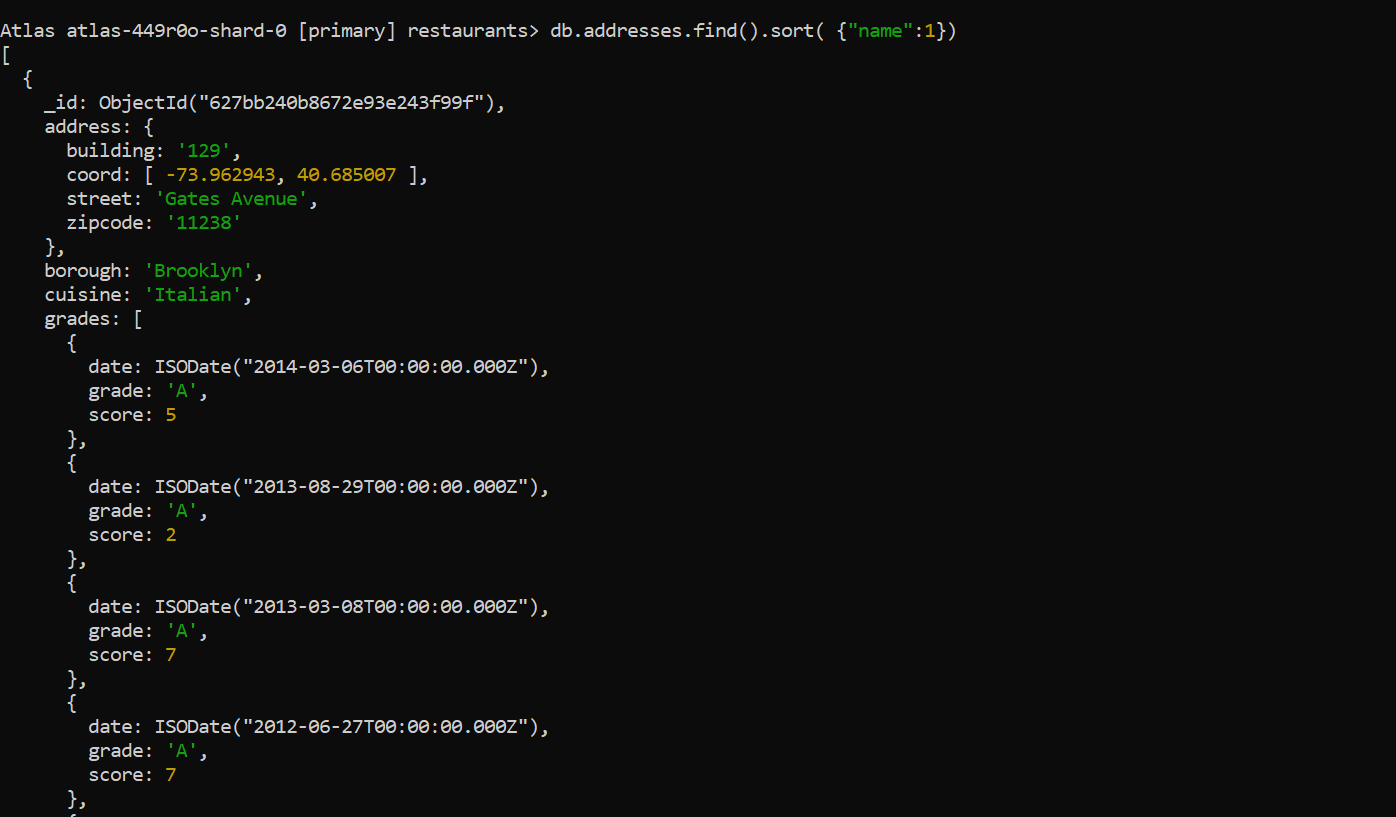 Atlas atlas-449r0o-shard-0 [primary] restaurants> db.addresses.find().sort( {"name":1})
[
  {
    _id: ObjectId("627bb240b8672e93e243f99f"),
    address: {
      building: '129',
      coord: [ -73.962943, 40.685007 ],
      street: 'Gates Avenue',
      zipcode: '11238'
    },
    borough: 'Brooklyn',
    cuisine: 'Italian',
    grades: [
      {
        date: ISODate("2014-03-06T00:00:00.000Z"),
        grade: 'A',
        score: 5
      },
      {
        date: ISODate("2013-08-29T00:00:00.000Z"),
        grade: 'A',
        score: 2
      },
      {
        date: ISODate("2013-03-08T00:00:00.000Z"),
        grade: 'A',
        score: 7
      },
      {
        date: ISODate("2012-06-27T00:00:00.000Z"),
        grade: 'A',
        score: 7
      },
      {